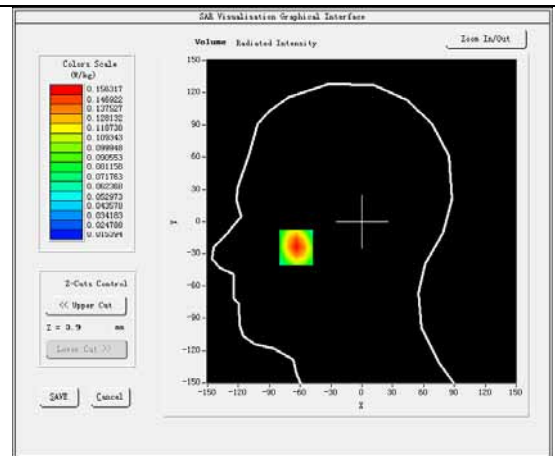 SAR Visualisation Graphical Interface
Volume Radiated Intensity
Zoom In/Out
Colors Scale
(W/kg)
0.156317
0.146922
0.137527
0.128132
0.118738
0.109343
0.099948
0.090553
0.081158
0.071763
0.062368
0.052973
0.043578
0.034183
0.024788
0.015394
Z-Cuts Control
<< Upper Cut
Z = 3.9 mm
Lower Cut >>
SAVE Cancel
150
120
90
60
30
0
-30
-60
-90
-120
-150
Y
-150 -120 -90 -60 -30 0 30 60 90 120 150
X